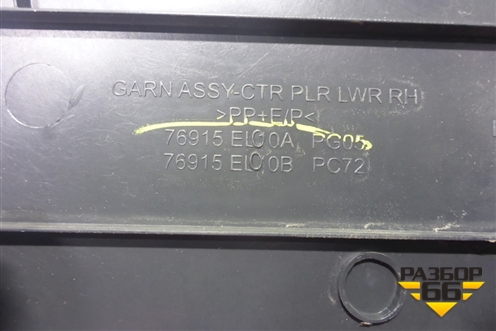 GARN ASSY-CTR PLR LWR RH
>PP+E/P<
76915 EL00A PG05
76915 EL00B PC72
РАЗБОР
66